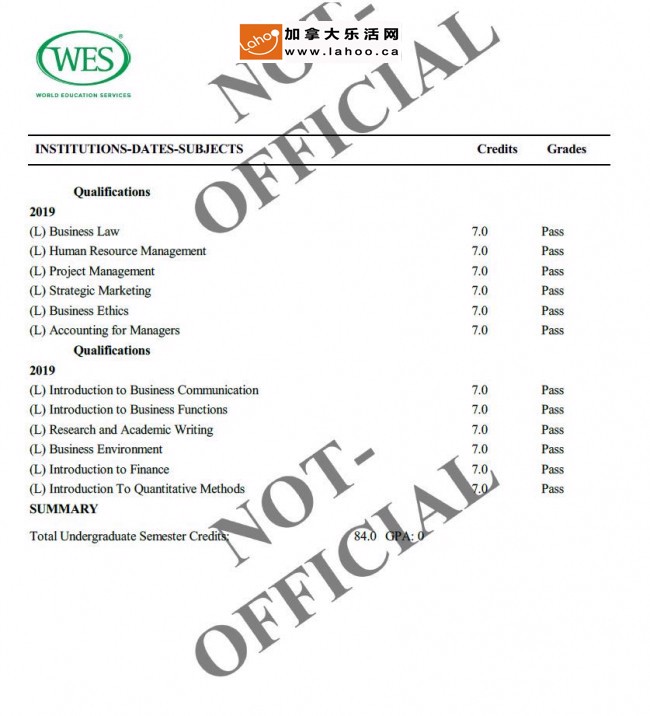 WES
WORLD EDUCATION SERVICES
Lahoo 加拿大乐活网
www.lahoo.ca
NOT-
OFFICIAL
INSTITUTIONS-DATES-SUBJECTS Credits Grades
Qualifications
2019
(L) Business Law 7.0 Pass
(L) Human Resource Management 7.0 Pass
(L) Project Management 7.0 Pass
(L) Strategic Marketing 7.0 Pass
(L) Business Ethics 7.0 Pass
(L) Accounting for Managers 7.0 Pass
Qualifications
2019
(L) Introduction to Business Communication 7.0 Pass
(L) Introduction to Business Functions 7.0 Pass
(L) Research and Academic Writing 7.0 Pass
(L) Business Environment 7.0 Pass
(L) Introduction to Finance 7.0 Pass
(L) Introduction To Quantitative Methods 7.0 Pass
SUMMARY
Total Undergraduate Semester Credits: 84.0 GPA: 0
NOT-
OFFICIAL